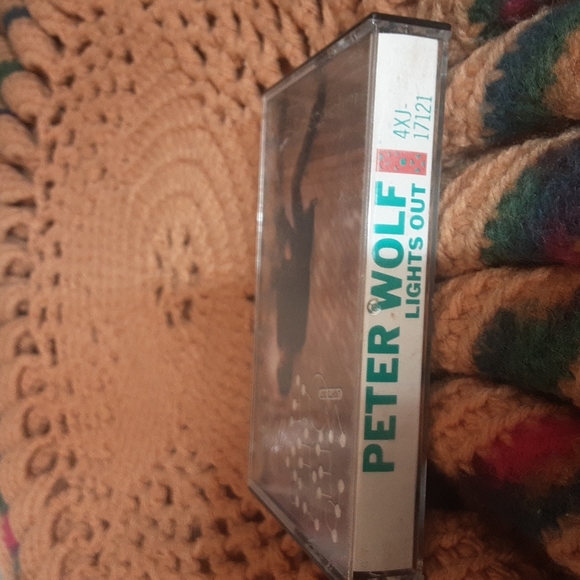 PETER WOLF
LIGHTS OUT
4XJ-
17121